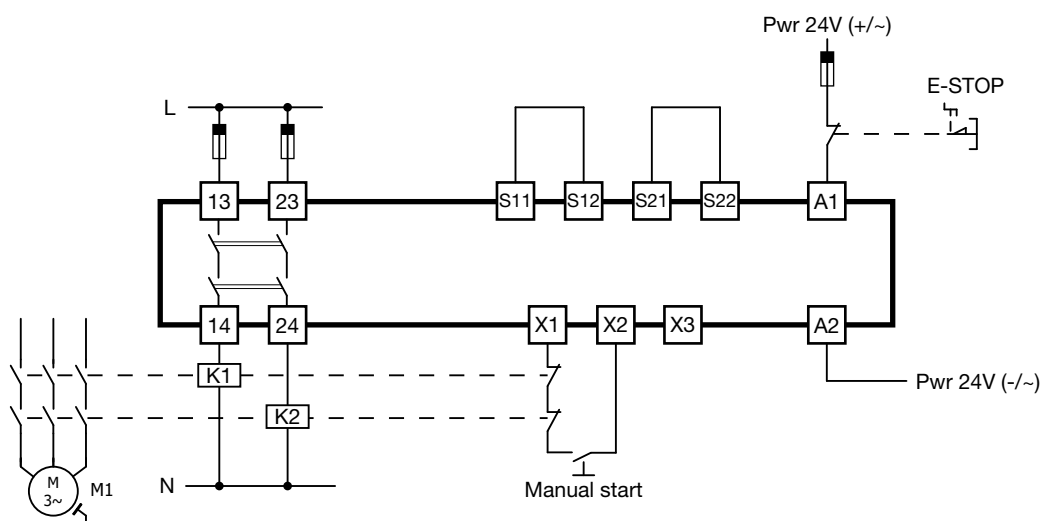 Pwr 24V (+/~)
E-STOP
L
13 23 S11 S12 S21 S22 A1
14 24 X1 X2 X3 A2
K1
Pwr 24V (-/~)
K2
M
3~
M1
N
Manual start